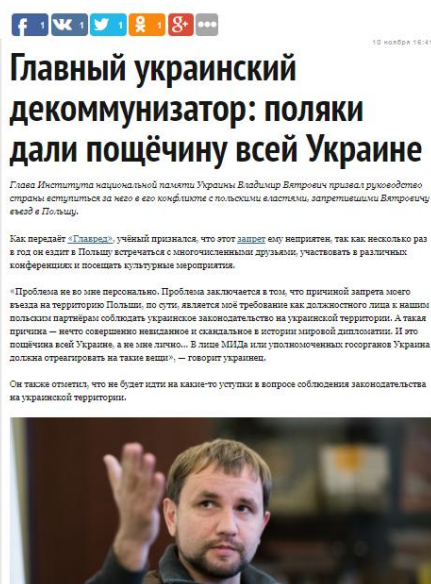 1 1 1 1 1
10 ноября 16:41
Главный украинский
декоммунизатор: поляки
дали пощёчину всей Украине
Глава Института национальной памяти Украины Владимир Вятрович призвал руководство
страны вступиться за него в его конфликте с польскими властями, запретившими Вятровичу
въезд в Польшу.
Как передаёт «Главред», учёный признался, что этот запрет ему неприятен, так как несколько раз
в год он ездит в Польшу встречаться с многочисленными друзьями, участвовать в различных
конференциях и посещать культурные мероприятия.
«Проблема не во мне персонально. Проблема заключается в том, что причиной запрета моего
въезда на территорию Польши, по сути, является моё требование как должностного лица к нашим
польским партнёрам соблюдать украинское законодательство на украинской территории. А такая
причина — нечто совершенно невиданное и скандальное в истории мировой дипломатии. И это
пощёчина всей Украине, а не мне лично... В лице МИДа или уполномоченных госорганов Украина
должна отреагировать на такие вещи», — говорит украинец.
Он также отметил, что не будет идти на какие-то уступки в вопросе соблюдения законодательства
на украинской территории.